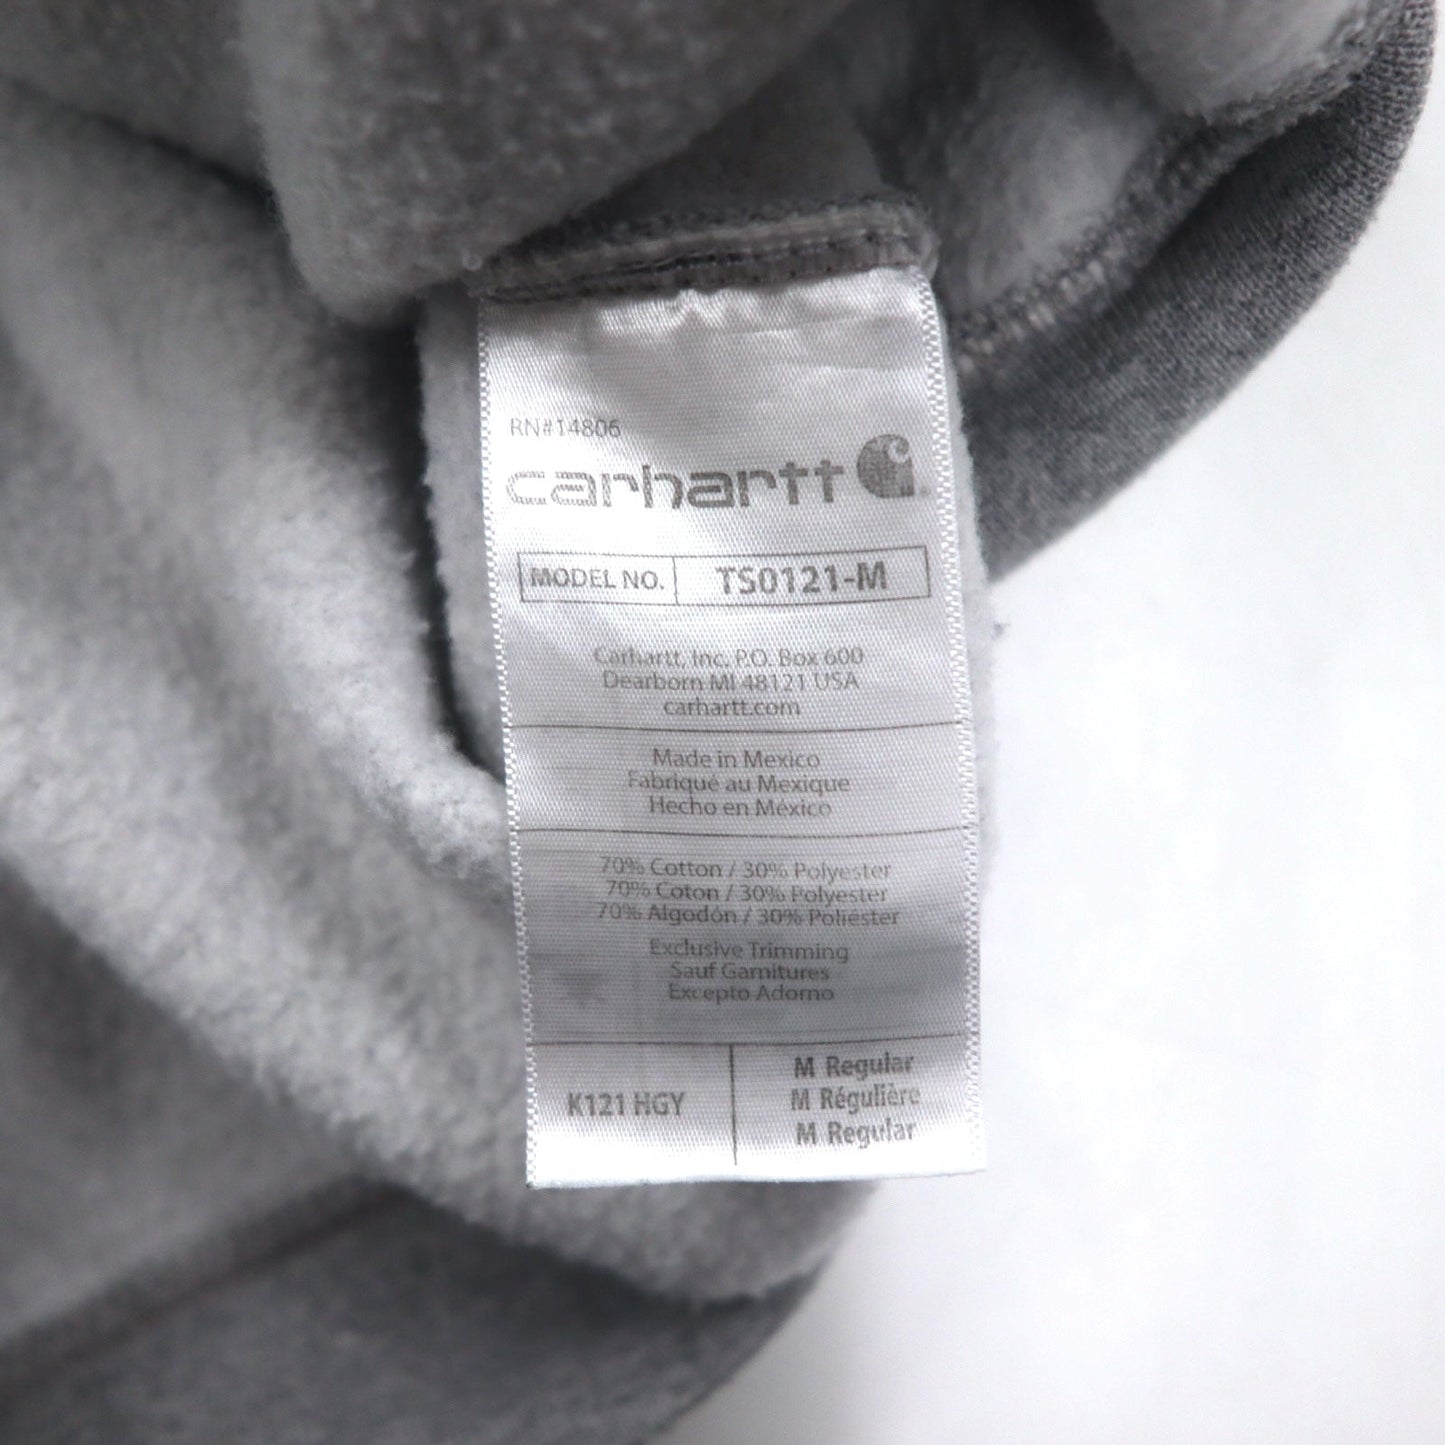 RN#14806
carhartt
MODEL NO. TS0121-M
Carhartt, Inc. P.O. Box 600
Dearborn MI 48121 USA
carhartt.com
Made in Mexico
Fabriqué au Mexique
Hecho en México
70% Cotton / 30% Polyester
70% Coton / 30% Polyester
70% Algodón / 30% Poliéster
Exclusive Trimming
Sauf Garnitures
Excepto Adorno
K121 HGY
M Regular
M Régulière
M Regular